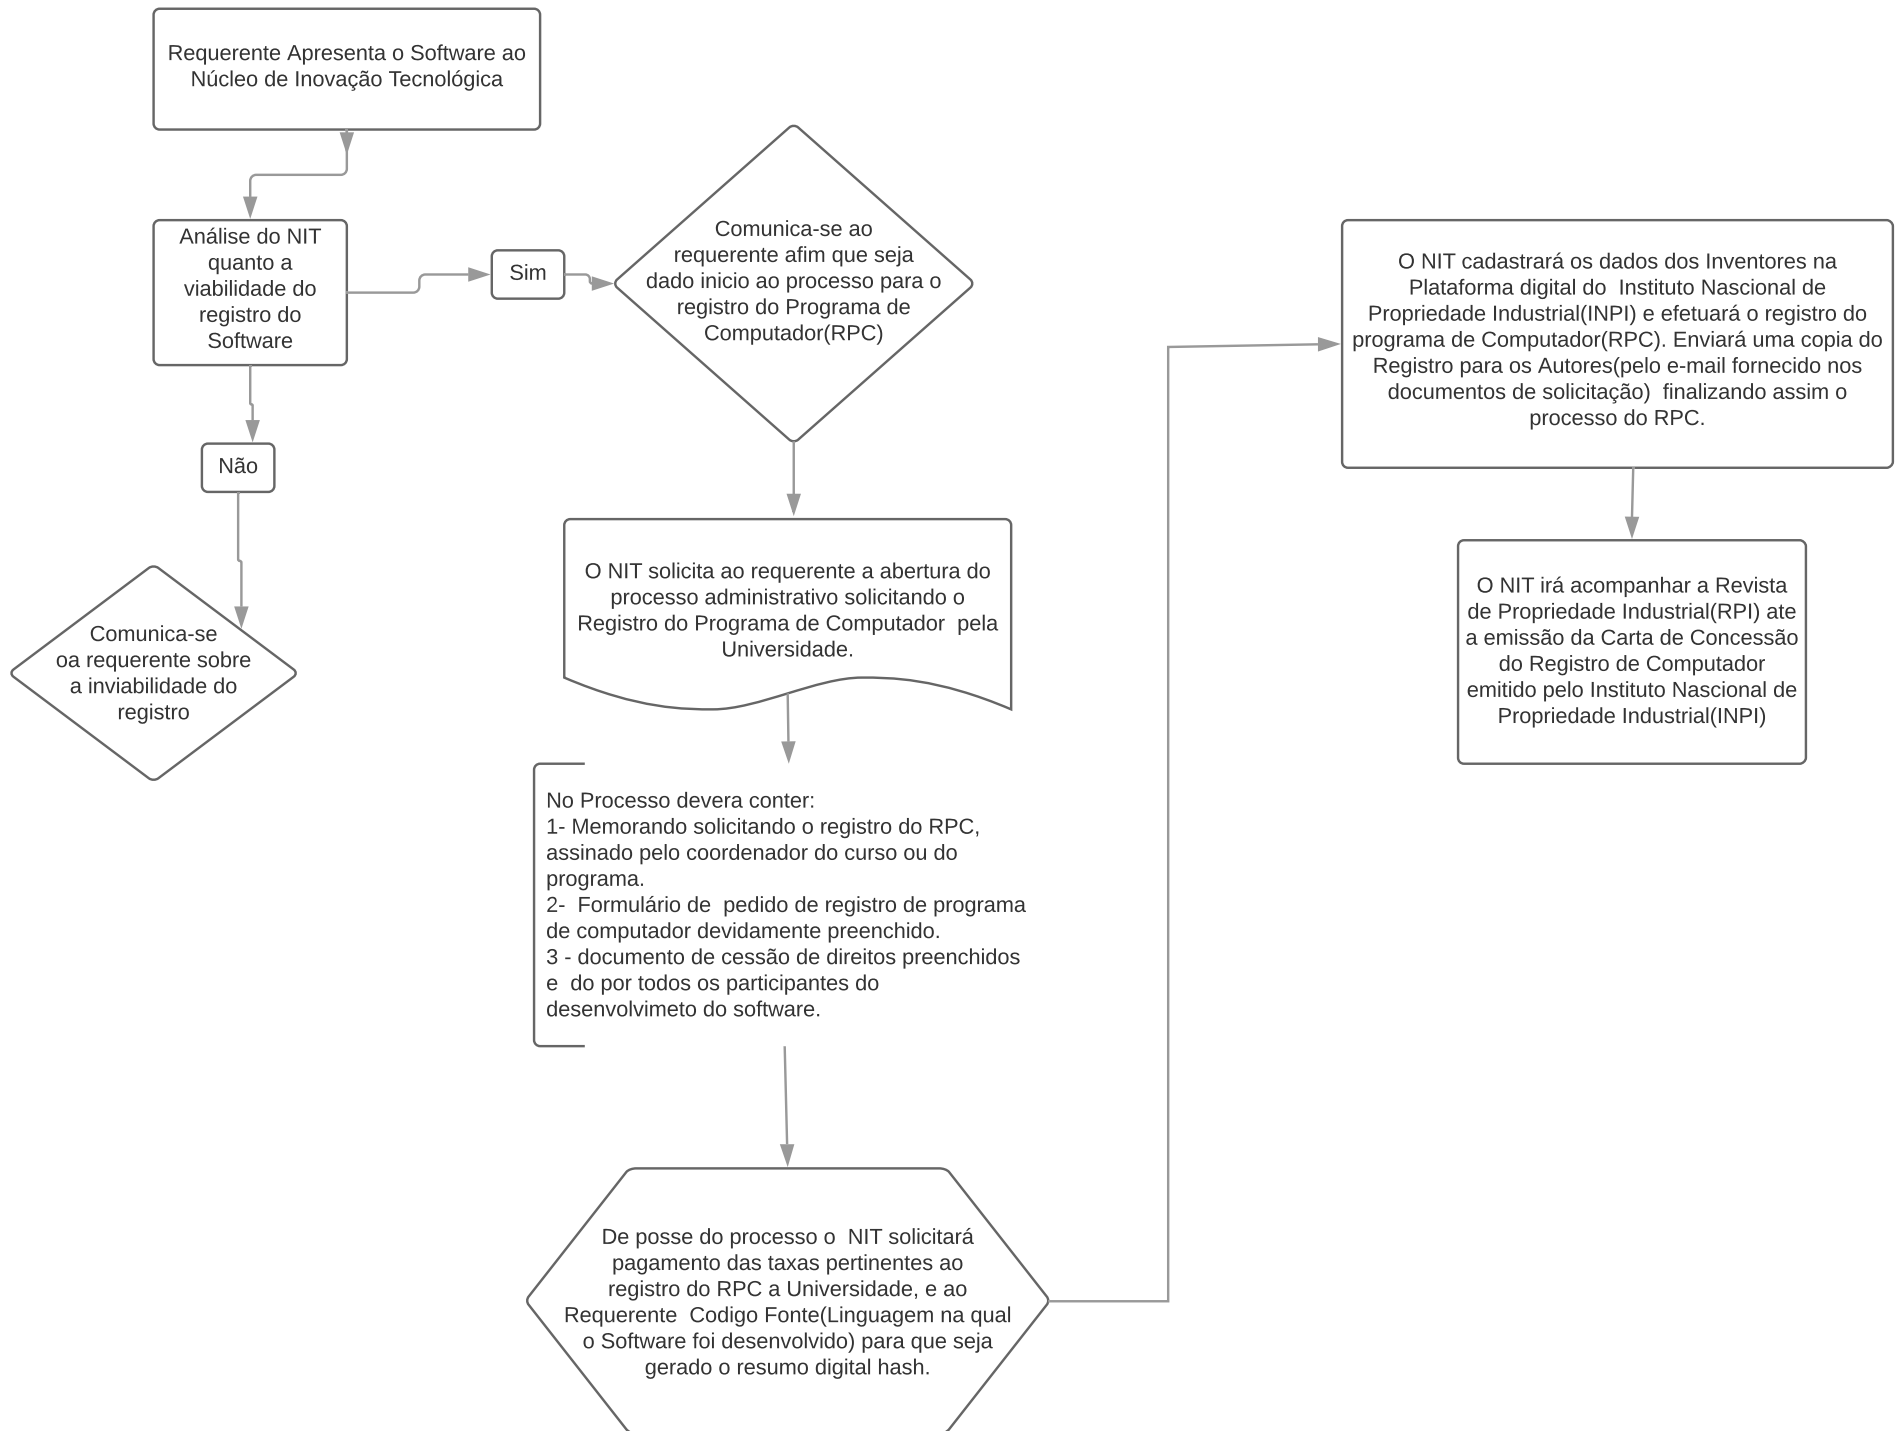 Requerente Apresenta o Software ao
Núcleo de Inovação Tecnológica
Análise do NIT
quanto a
viabilidade do
registro do
Software
Sim
Comunica-se ao
requerente afim que seja
dado inicio ao processo para o
registro do Programa de
Computador(RPC)
Não
Comunica-se
oa requerente sobre
a inviabilidade do
registro
O NIT solicita ao requerente a abertura do
processo administrativo solicitando o
Registro do Programa de Computador  pela
Universidade.
No Processo devera conter:
1- Memorando solicitando o registro do RPC,
assinado pelo coordenador do curso ou do
programa.
2-  Formulário de  pedido de registro de programa
de computador devidamente preenchido.
3 - documento de cessão de direitos preenchidos
e  do por todos os participantes do
desenvolvimeto do software.
De posse do processo o  NIT solicitará
pagamento das taxas pertinentes ao
registro do RPC a Universidade, e ao
Requerente  Codigo Fonte(Linguagem na qual
o Software foi desenvolvido) para que seja
gerado o resumo digital hash.
O NIT cadastrará os dados dos Inventores na
Plataforma digital do  Instituto Nascional de
Propriedade Industrial(INPI) e efetuará o registro do
programa de Computador(RPC). Enviará uma copia do
Registro para os Autores(pelo e-mail fornecido nos
documentos de solicitação)  finalizando assim o
processo do RPC.
O NIT irá acompanhar a Revista
de Propriedade Industrial(RPI) ate
a emissão da Carta de Concessão
do Registro de Computador
emitido pelo Instituto Nascional de
Propriedade Industrial(INPI)